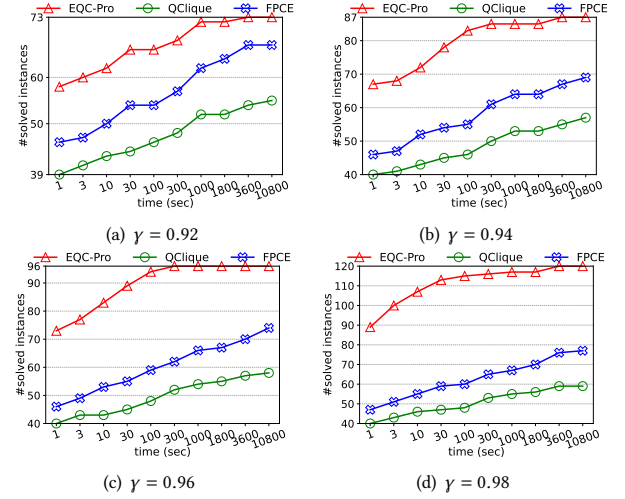 EQC-Pro QClique FPCE
73
60
50
39
#solved instances
1 3 10 30 100 300 1000 1800 3600 10800
time (sec)
(a) γ = 0.92
EQC-Pro QClique FPCE
87
80
70
60
50
40
#solved instances
1 3 10 30 100 300 1000 1800 3600 10800
time (sec)
(b) γ = 0.94
EQC-Pro QClique FPCE
96
90
80
70
60
50
40
#solved instances
1 3 10 30 100 300 1000 1800 3600 10800
time (sec)
(c) γ = 0.96
EQC-Pro QClique FPCE
120
110
100
90
80
70
60
50
40
#solved instances
1 3 10 30 100 300 1000 1800 3600 10800
time (sec)
(d) γ = 0.98